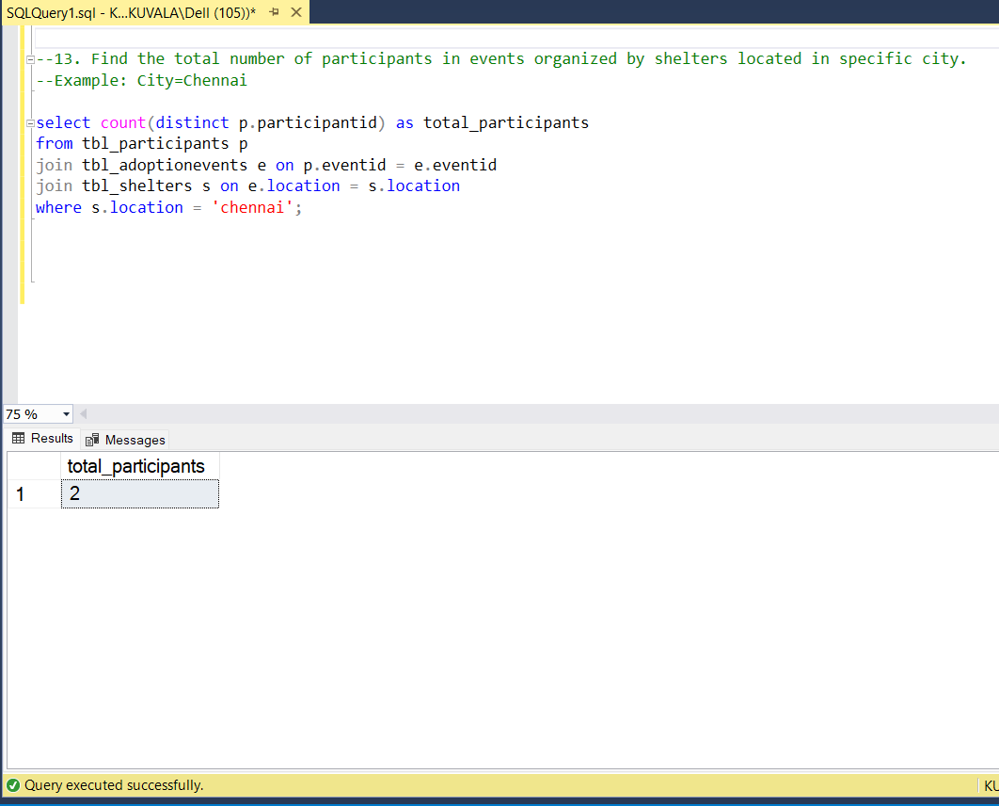 SQLQuery1.sql - K...KUVALA\Dell (105))*
--13. Find the total number of participants in events organized by shelters located in specific city.
--Example: City=Chennai
select count(distinct p.participantid) as total_participants
from tbl_participants p
join tbl_adoptionevents e on p.eventid = e.eventid
join tbl_shelters s on e.location = s.location
where s.location = 'chennai';
75 %
Results Messages
total_participants
1 2
Query executed successfully. KU